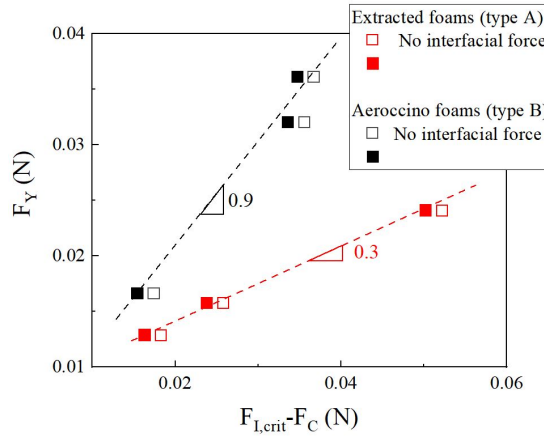 Extracted foams (type A)
No interfacial force
Aeroccino foams (type B)
No interfacial force
0.04
0.03
0.02
0.01
F_Y (N)
0.9
0.3
0.02
0.04
0.06
F_I,crit-F_C (N)